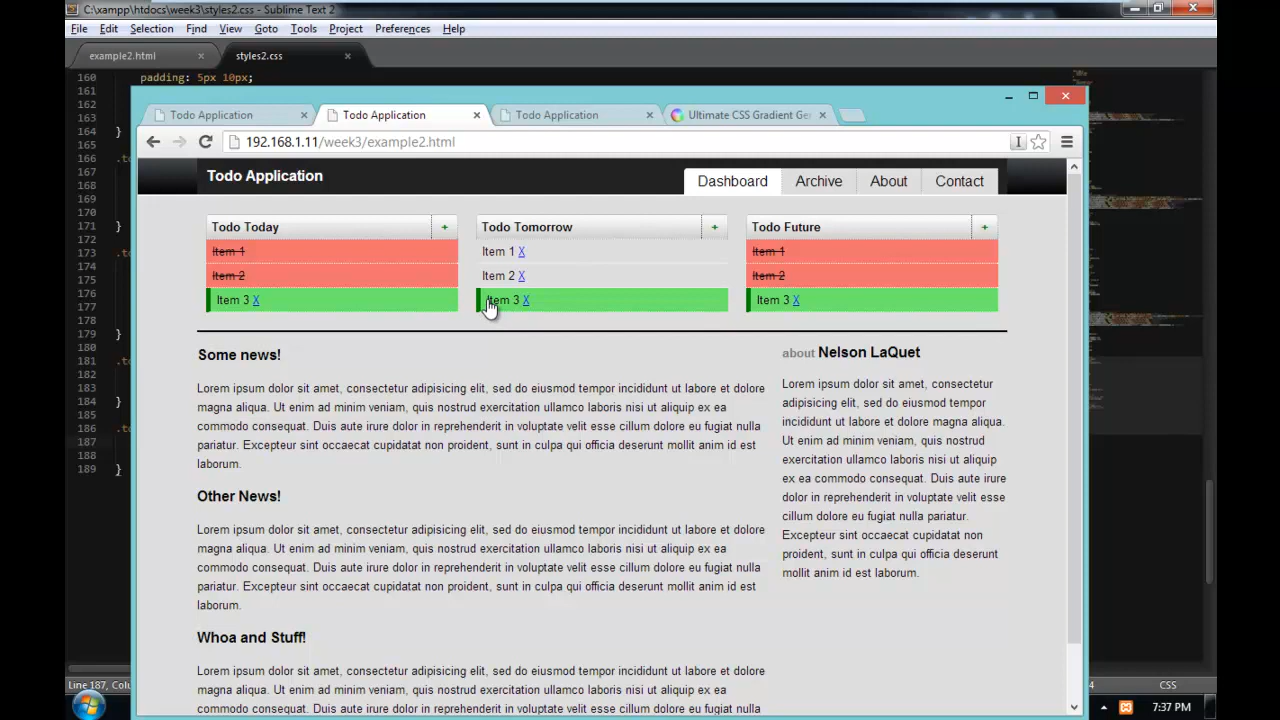 C:\xampp\htdocs\week3\styles2.css - Sublime Text 2
File Edit Selection Find View Goto Tools Project Preferences Help
example2.html × styles2.css ×
160 padding: 5px 10px;
161
162
163
164 }
165
166
167
168
169
170
171 }
172
173
174
175
176
177
178
179 }
180
181
182
183
184 }
185
186
187
188
189 }
Todo Application × Todo Application × Todo Application × Ultimate CSS Gradient Ge ×
192.168.1.11/week3/example2.html
Todo Application
Dashboard Archive About Contact
Todo Today + Todo Tomorrow + Todo Future +
Item 1 Item 1 X Item 1
Item 2 Item 2 X Item 2
Item 3 X Item 3 X Item 3 X
Some news!
Lorem ipsum dolor sit amet, consectetur adipisicing elit, sed do eiusmod tempor incididunt ut labore et dolore
magna aliqua. Ut enim ad minim veniam, quis nostrud exercitation ullamco laboris nisi ut aliquip ex ea
commodo consequat. Duis aute irure dolor in reprehenderit in voluptate velit esse cillum dolore eu fugiat nulla
pariatur. Excepteur sint occaecat cupidatat non proident, sunt in culpa qui officia deserunt mollit anim id est
laborum.
Other News!
Lorem ipsum dolor sit amet, consectetur adipisicing elit, sed do eiusmod tempor incididunt ut labore et dolore
magna aliqua. Ut enim ad minim veniam, quis nostrud exercitation ullamco laboris nisi ut aliquip ex ea
commodo consequat. Duis aute irure dolor in reprehenderit in voluptate velit esse cillum dolore eu fugiat nulla
pariatur. Excepteur sint occaecat cupidatat non proident, sunt in culpa qui officia deserunt mollit anim id est
laborum.
Whoa and Stuff!
Lorem ipsum dolor sit amet, consectetur adipisicing elit, sed do eiusmod tempor incididunt ut labore et dolore
magna aliqua. Ut enim ad minim veniam, quis nostrud exercitation ullamco laboris nisi ut aliquip ex ea
commodo consequat. Duis aute irure dolor in reprehenderit in voluptate velit esse cillum dolore eu fugiat nulla
about Nelson LaQuet
Lorem ipsum dolor sit amet, consectetur
adipisicing elit, sed do eiusmod tempor
incididunt ut labore et dolore magna aliqua.
Ut enim ad minim veniam, quis nostrud
exercitation ullamco laboris nisi ut aliquip
ex ea commodo consequat. Duis aute irure
dolor in reprehenderit in voluptate velit esse
cillum dolore eu fugiat nulla pariatur.
Excepteur sint occaecat cupidatat non
proident, sunt in culpa qui officia deserunt
mollit anim id est laborum.
Line 187, Colu 4 CSS
7:37 PM